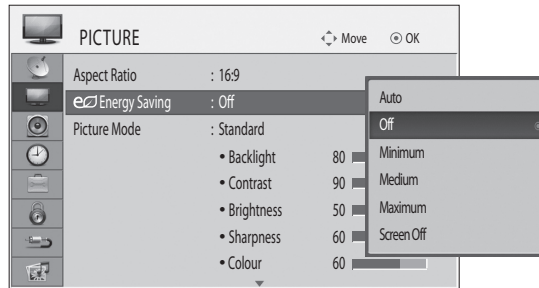 PICTURE Move OK
Aspect Ratio : 16:9
Energy Saving : Off
Picture Mode : Standard
• Backlight 80
• Contrast 90
• Brightness 50
• Sharpness 60
• Colour 60
Auto
Off
Minimum
Medium
Maximum
Screen Off